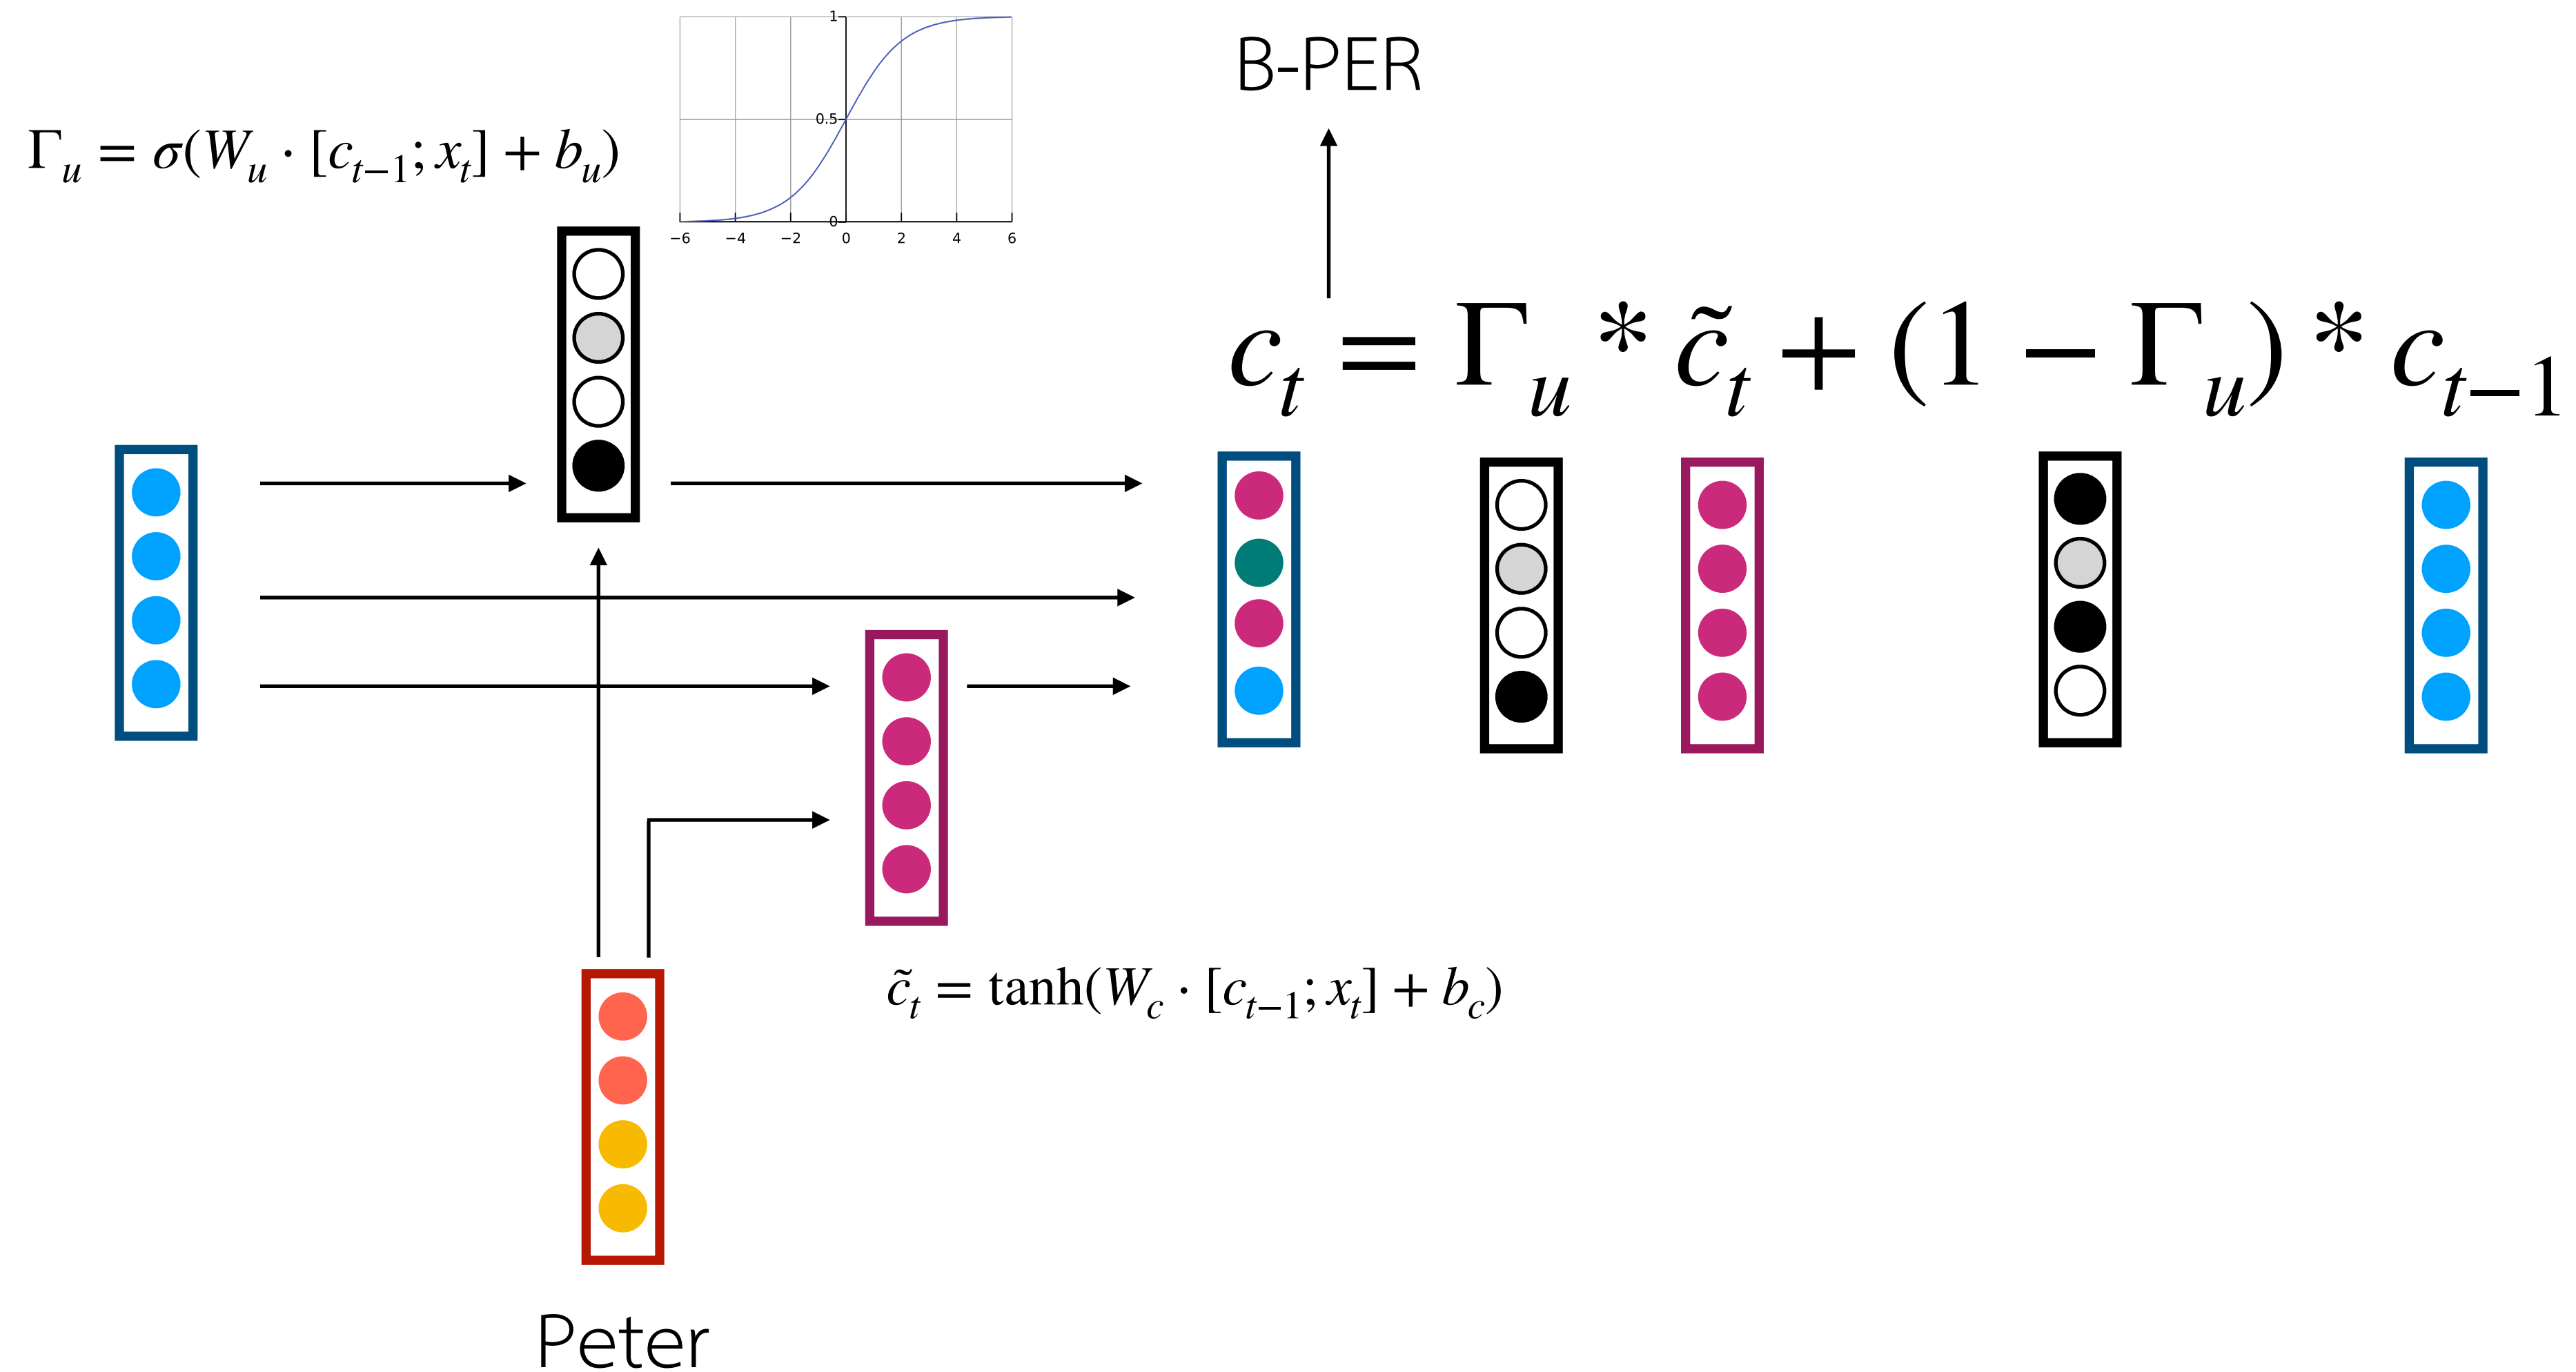 B-PER
Γ_u = σ(W_u · [c_{t−1}; x_t] + b_u)
1
0.5
0
−6 −4 −2 0 2 4 6
c_t = Γ_u * c̃_t + (1 − Γ_u) * c_{t−1}
c̃_t = tanh(W_c · [c_{t−1}; x_t] + b_c)
Peter